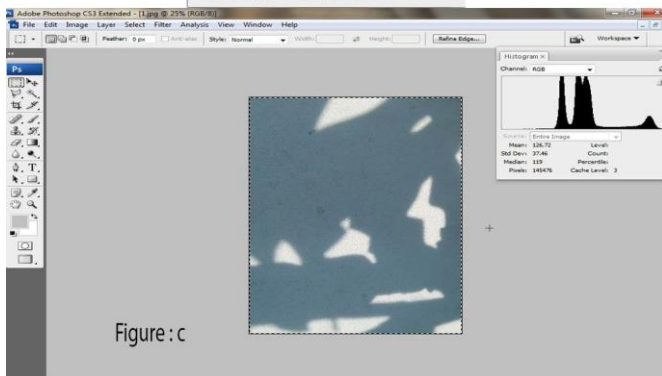 Adobe Photoshop CS3 Extended - [1.jpg @ 25% (RGB/8)]
File Edit Image Layer Select Filter Analysis View Window Help
Feather: 0 px Anti-alias Style: Normal Width: Height: Refine Edge... Workspace
Histogram ×
Channel: RGB
Ps
Source: Entire Image
Mean: 126.72 Level:
Std Dev: 37.46 Count:
Median: 119 Percentile:
Pixels: 149476 Cache Level: 3
Figure : c